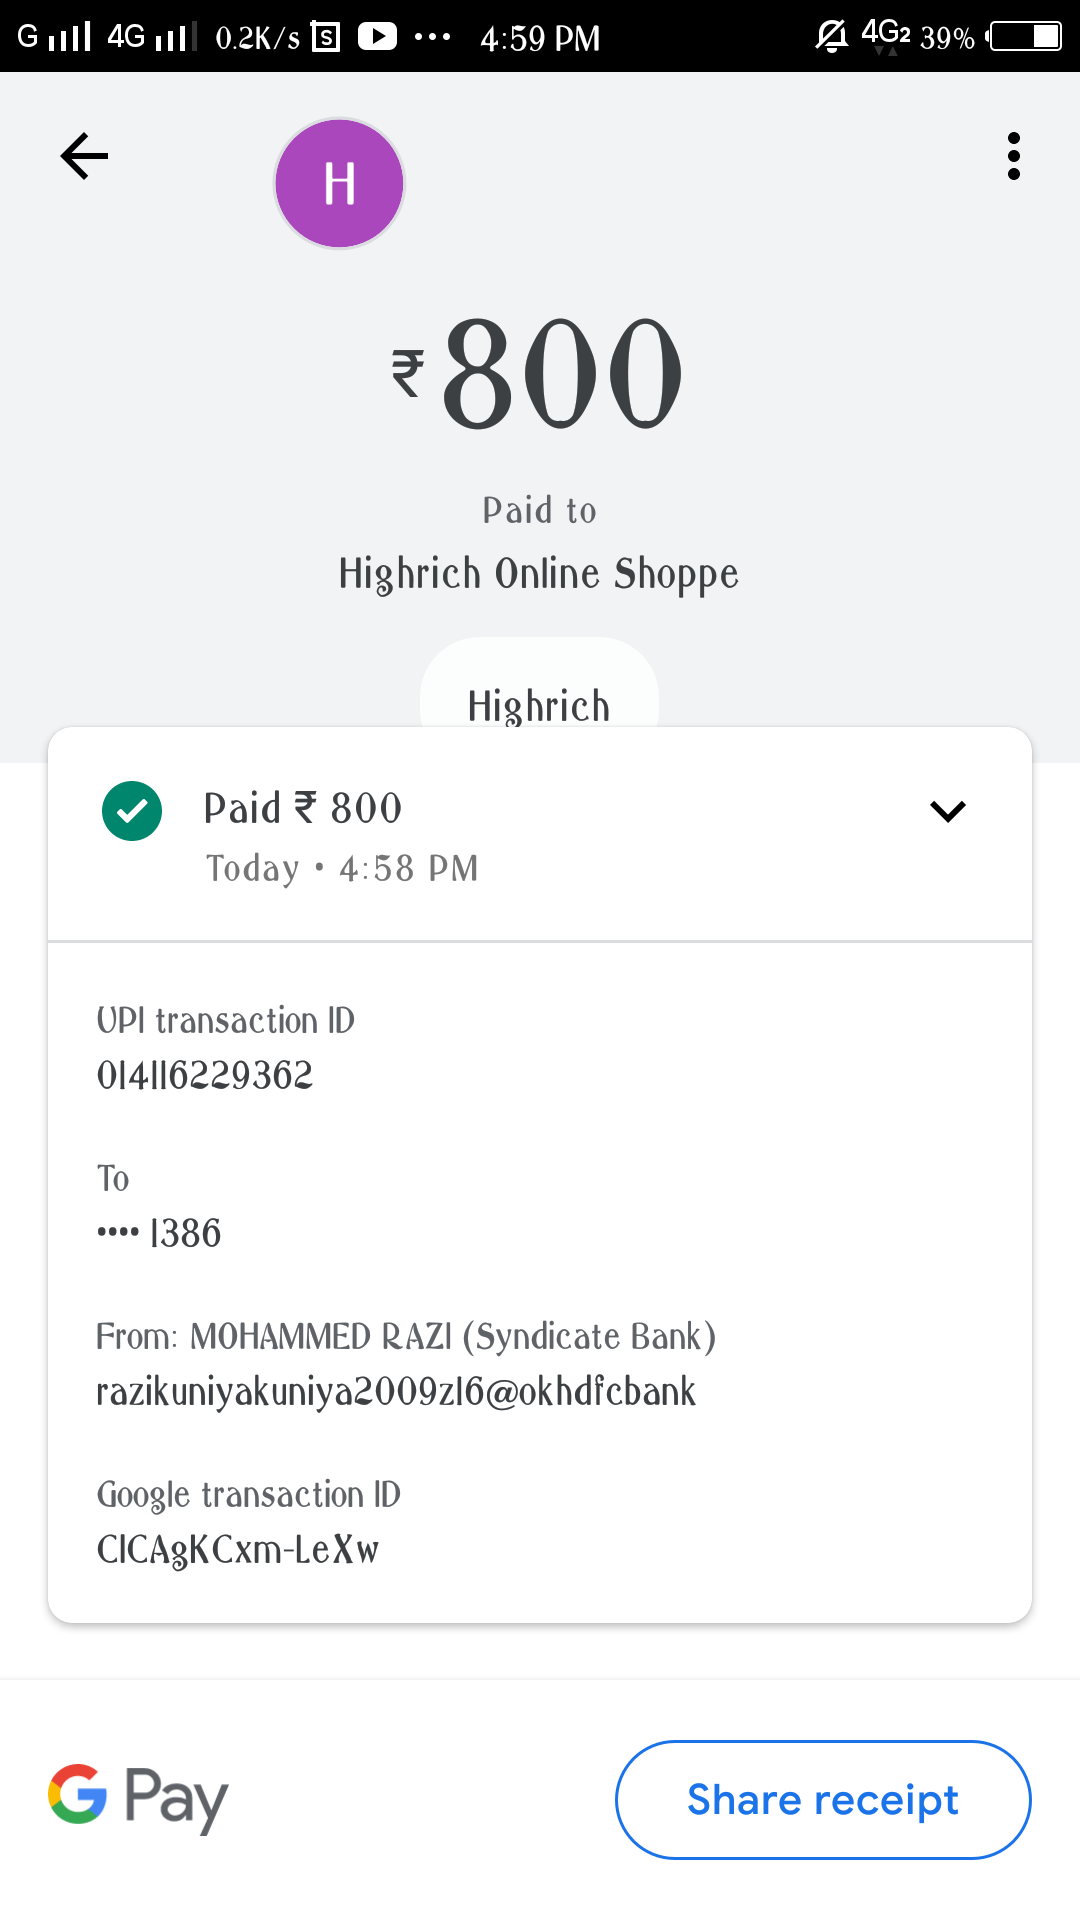 G 4G 0.2K/s S 4:59 PM 4G2 39%
H
₹800
Paid to
Highrich Online Shoppe
Highrich
Paid ₹ 800
Today • 4:58 PM
UPI transaction ID
014116229362
To
•••• 1386
From: MOHAMMED RAZI (Syndicate Bank)
razikuniyakuniya2009z16@okhdfcbank
Google transaction ID
CICAgKCxm-LeXw
G Pay
Share receipt